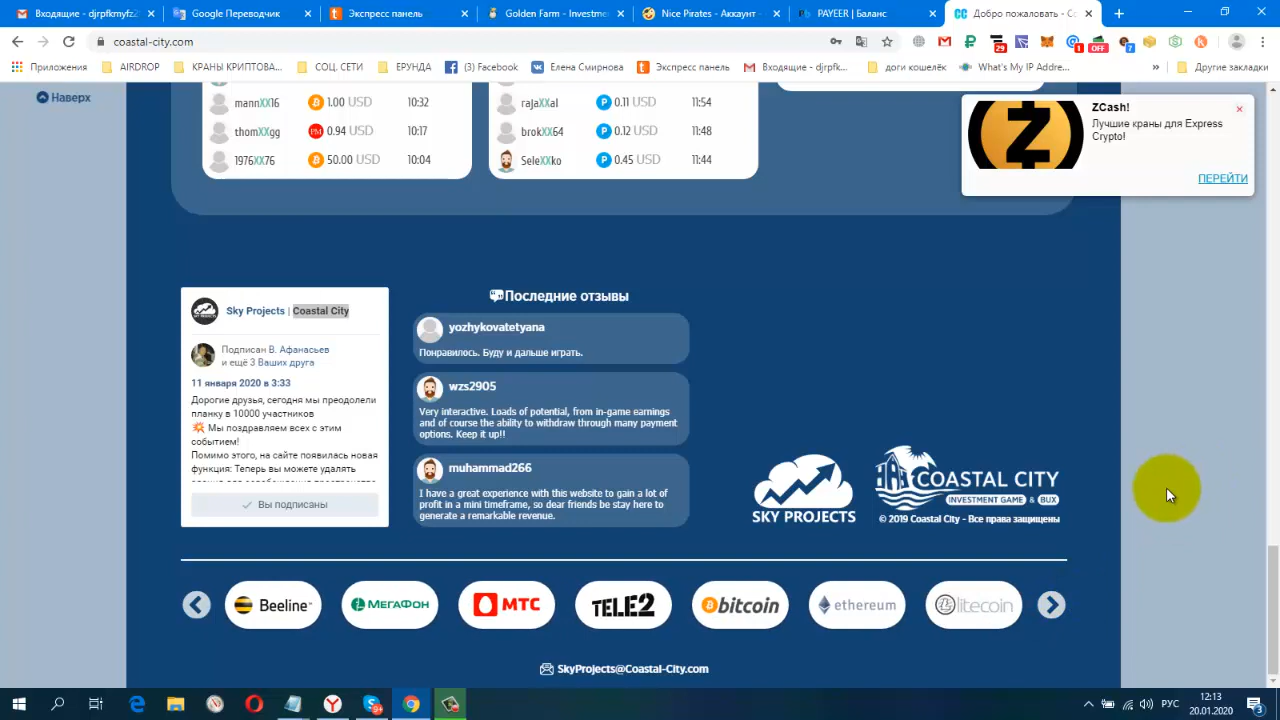 Входящие - djrpfkmyfz2
Google Переводчик
Экспресс панель
Golden Farm - Investme
Nice Pirates - Аккаунт -
PAYEER | Баланс
Добро пожаловать - Co
coastal-city.com
29
1
OFF
7
Приложения
AIRDROP
КРАНЫ КРИПТОВА...
СОЦ. СЕТИ
ЕРУНДА
(3) Facebook
Елена Смирнова
Экспресс панель
Входящие - djrpfk...
доги кошелёк
What's My IP Addre...
»
Другие закладки
Наверх
mannXX16 1.00 USD 10:32
thomXXgg 0.94 USD 10:17
1976XX76 50.00 USD 10:04
rajaXXal 0.11 USD 11:54
brokXX64 0.12 USD 11:48
SeleXXko 0.45 USD 11:44
ZCash!
Лучшие краны для Express
Crypto!
ПЕРЕЙТИ
Sky Projects | Coastal City
Подписан В. Афанасьев
и ещё 3 Ваших друга
11 января 2020 в 3:33
Дорогие друзья, сегодня мы преодолели
планку в 10000 участников
Мы поздравляем всех с этим
событием!
Помимо этого, на сайте появилась новая
функция: Теперь вы можете удалять
Вы подписаны
Последние отзывы
yozhykovatetyana
Понравилось. Буду и дальше играть.
wzs2905
Very interactive. Loads of potential, from in-game earnings
and of course the ability to withdraw through many payment
options. Keep it up!!
muhammad266
I have a great experience with this website to gain a lot of
profit in a mini timeframe, so dear friends be stay here to
generate a remarkable revenue.
SKY PROJECTS
COASTAL CITY
INVESTMENT GAME & BUX
© 2019 Coastal City - Все права защищены
Beeline™
МЕГАФОН
МТС
TELE2
bitcoin
ethereum
litecoin
SkyProjects@Coastal-City.com
РУС
12:13
20.01.2020
3